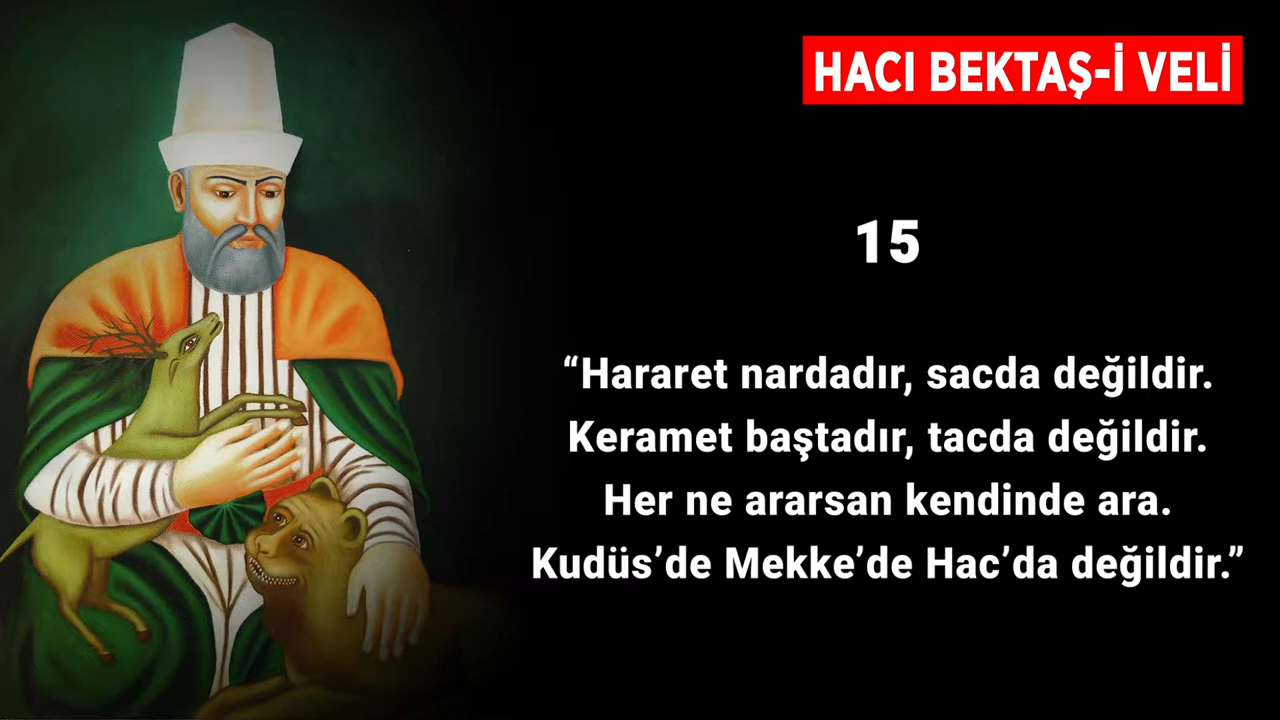 HACI BEKTAŞ-İ VELİ
15
“Hararet nardadır, sacda değildir.
Keramet baştadır, tacda değildir.
Her ne ararsan kendinde ara.
Kudüs’de Mekke’de Hac’da değildir.”